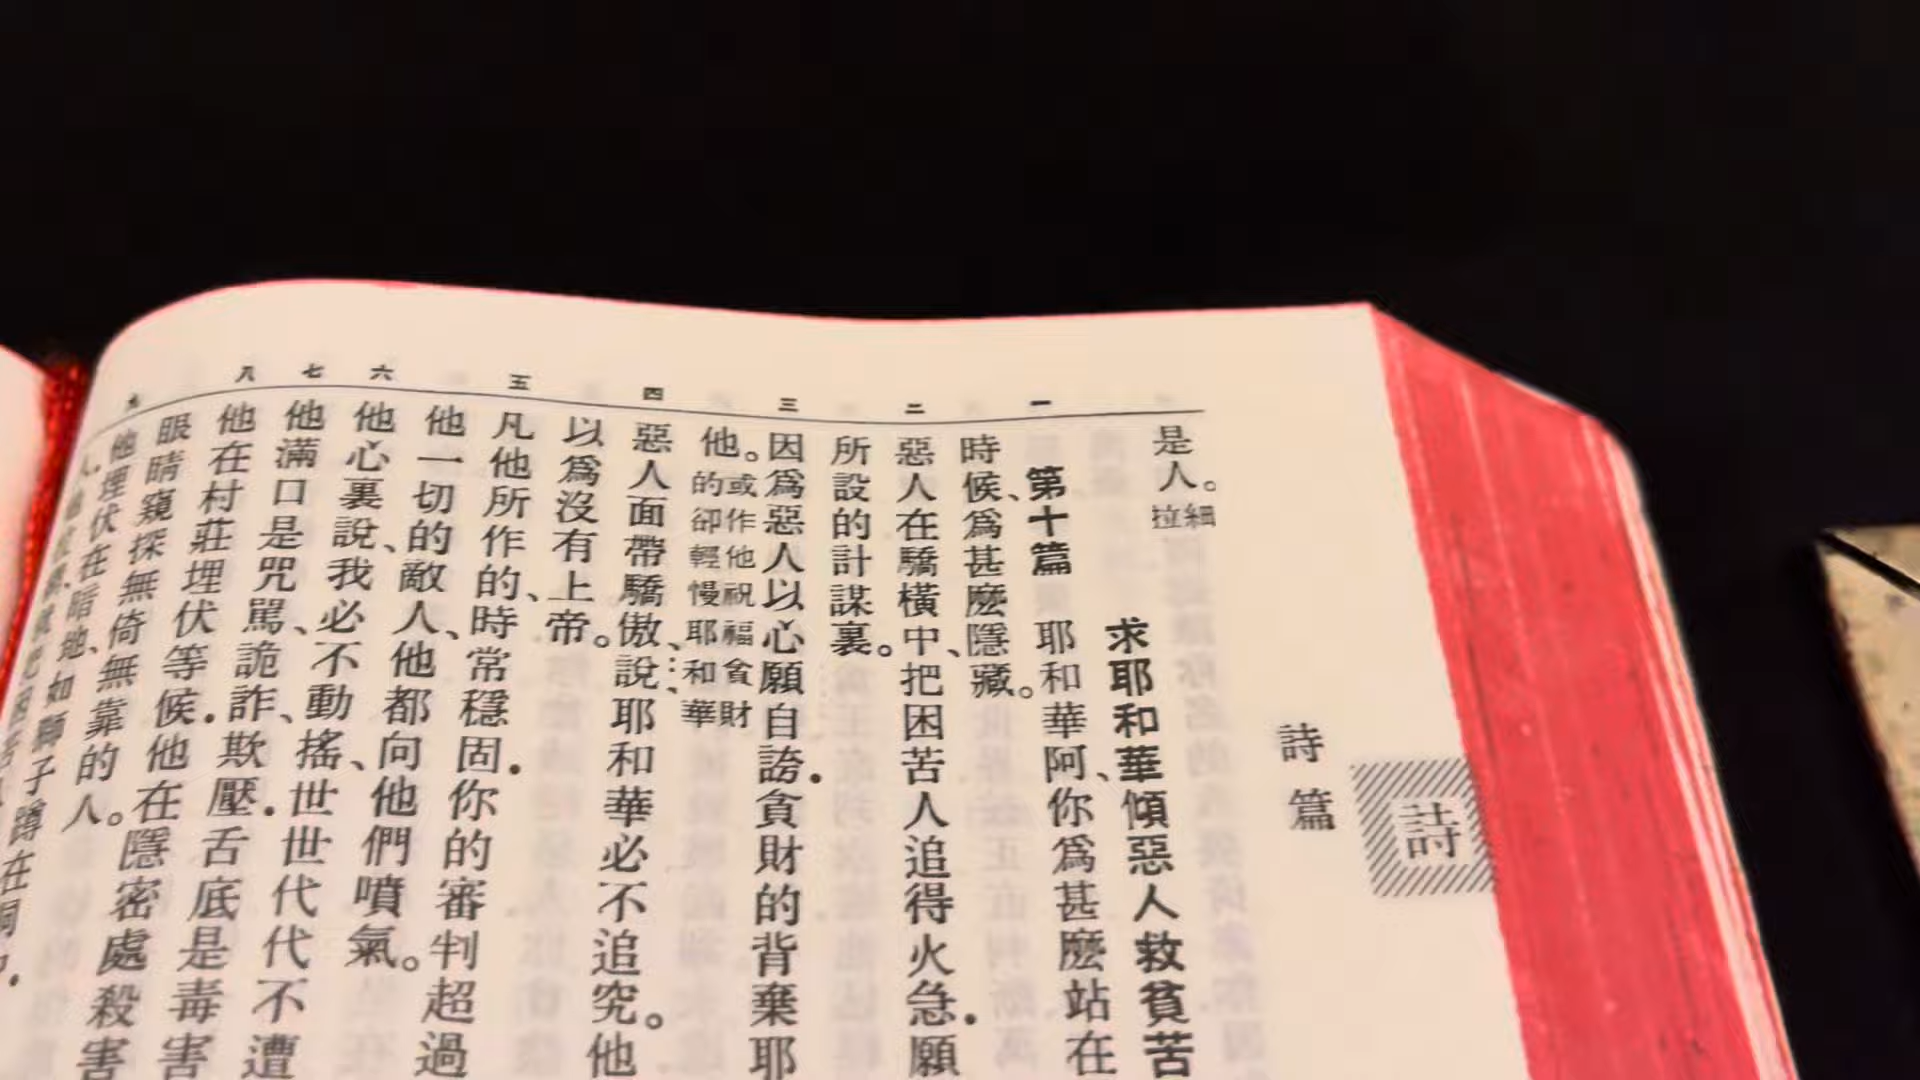 詩
詩篇
是人。細拉
求耶和華傾惡人救貧苦
第十篇
一
耶和華阿、你爲甚麼站在
時候、爲甚麼隱藏。
二
惡人在驕橫中、把困苦人追得火急．願
所設的計謀裏。
三
因爲惡人以心願自誇．貪財的背棄耶
他。或作他祝福貪財的卻輕慢耶和華
四
惡人面帶驕傲、說：耶和華必不追究。他
以爲沒有上帝。
五
凡他所作的、時常穩固．你的審判超過
他一切的敵人、他都向他們噴氣。
六
他心裏說、我必不動搖、世世代代不遭
七
他滿口是咒罵、詭詐、欺壓．舌底是毒害
八
他在村莊埋伏等候．他在隱密處殺害
眼睛窺探無倚無靠的人。
九
他埋伏在暗地、如獅子蹲在洞中．